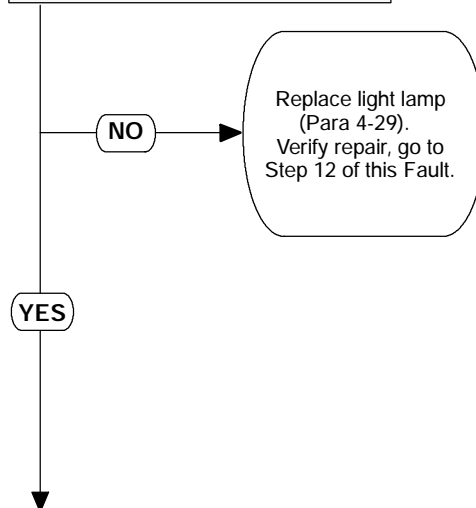 NO
Replace light lamp
(Para 4-29).
Verify repair, go to
Step 12 of this Fault.
YES